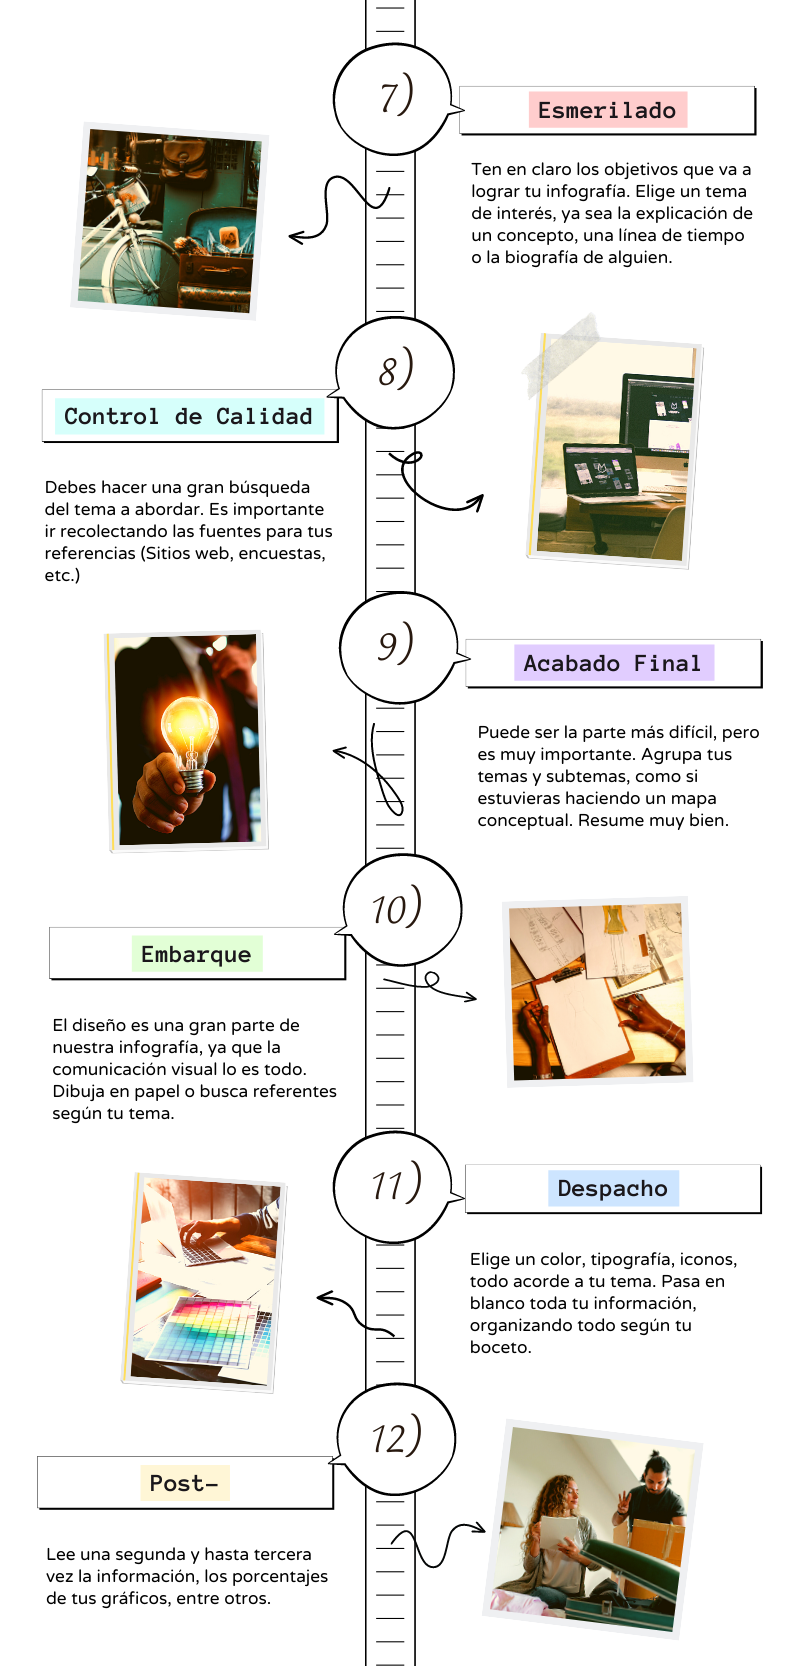 7)
Esmerilado
Ten en claro los objetivos que va a
lograr tu infografía. Elige un tema
de interés, ya sea la explicación de
un concepto, una línea de tiempo
o la biografía de alguien.
8)
Control de Calidad
Debes hacer una gran búsqueda
del tema a abordar. Es importante
ir recolectando las fuentes para tus
referencias (Sitios web, encuestas,
etc.)
9)
Acabado Final
Puede ser la parte más difícil, pero
es muy importante. Agrupa tus
temas y subtemas, como si
estuvieras haciendo un mapa
conceptual. Resume muy bien.
10)
Embarque
El diseño es una gran parte de
nuestra infografía, ya que la
comunicación visual lo es todo.
Dibuja en papel o busca referentes
según tu tema.
11)
Despacho
Elige un color, tipografía, iconos,
todo acorde a tu tema. Pasa en
blanco toda tu información,
organizando todo según tu
boceto.
12)
Post-
Lee una segunda y hasta tercera
vez la información, los porcentajes
de tus gráficos, entre otros.